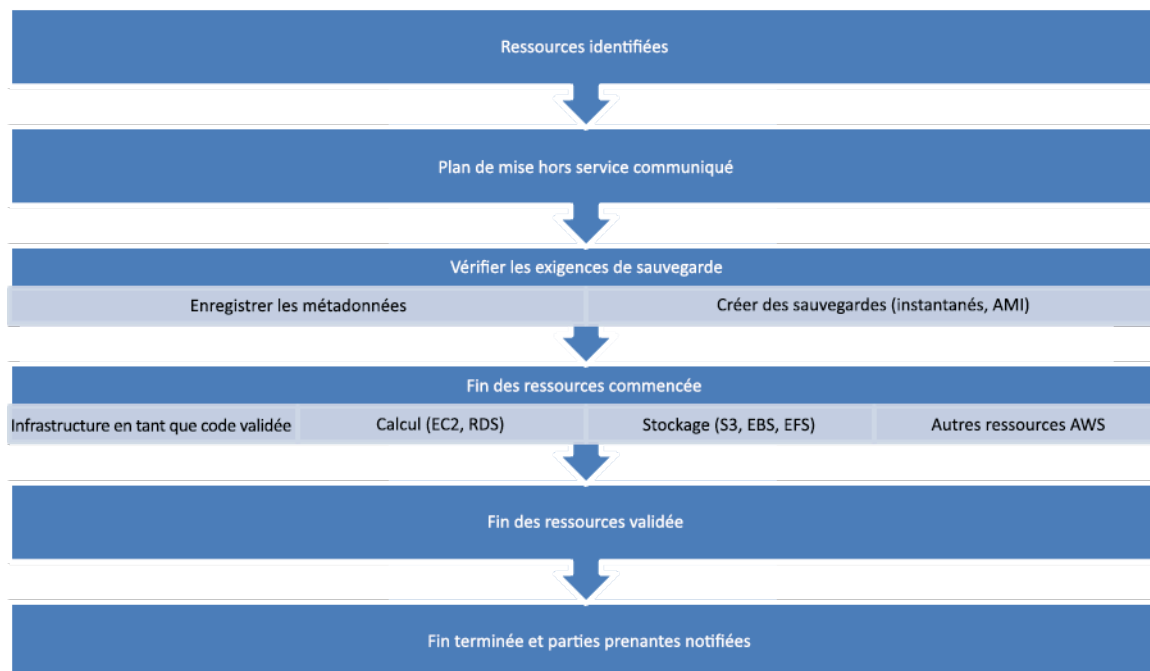 Ressources identifiées
Plan de mise hors service communiqué
Vérifier les exigences de sauvegarde
Enregistrer les métadonnées
Créer des sauvegardes (instantanés, AMI)
Fin des ressources commencée
Infrastructure en tant que code validée
Calcul (EC2, RDS)
Stockage (S3, EBS, EFS)
Autres ressources AWS
Fin des ressources validée
Fin terminée et parties prenantes notifiées